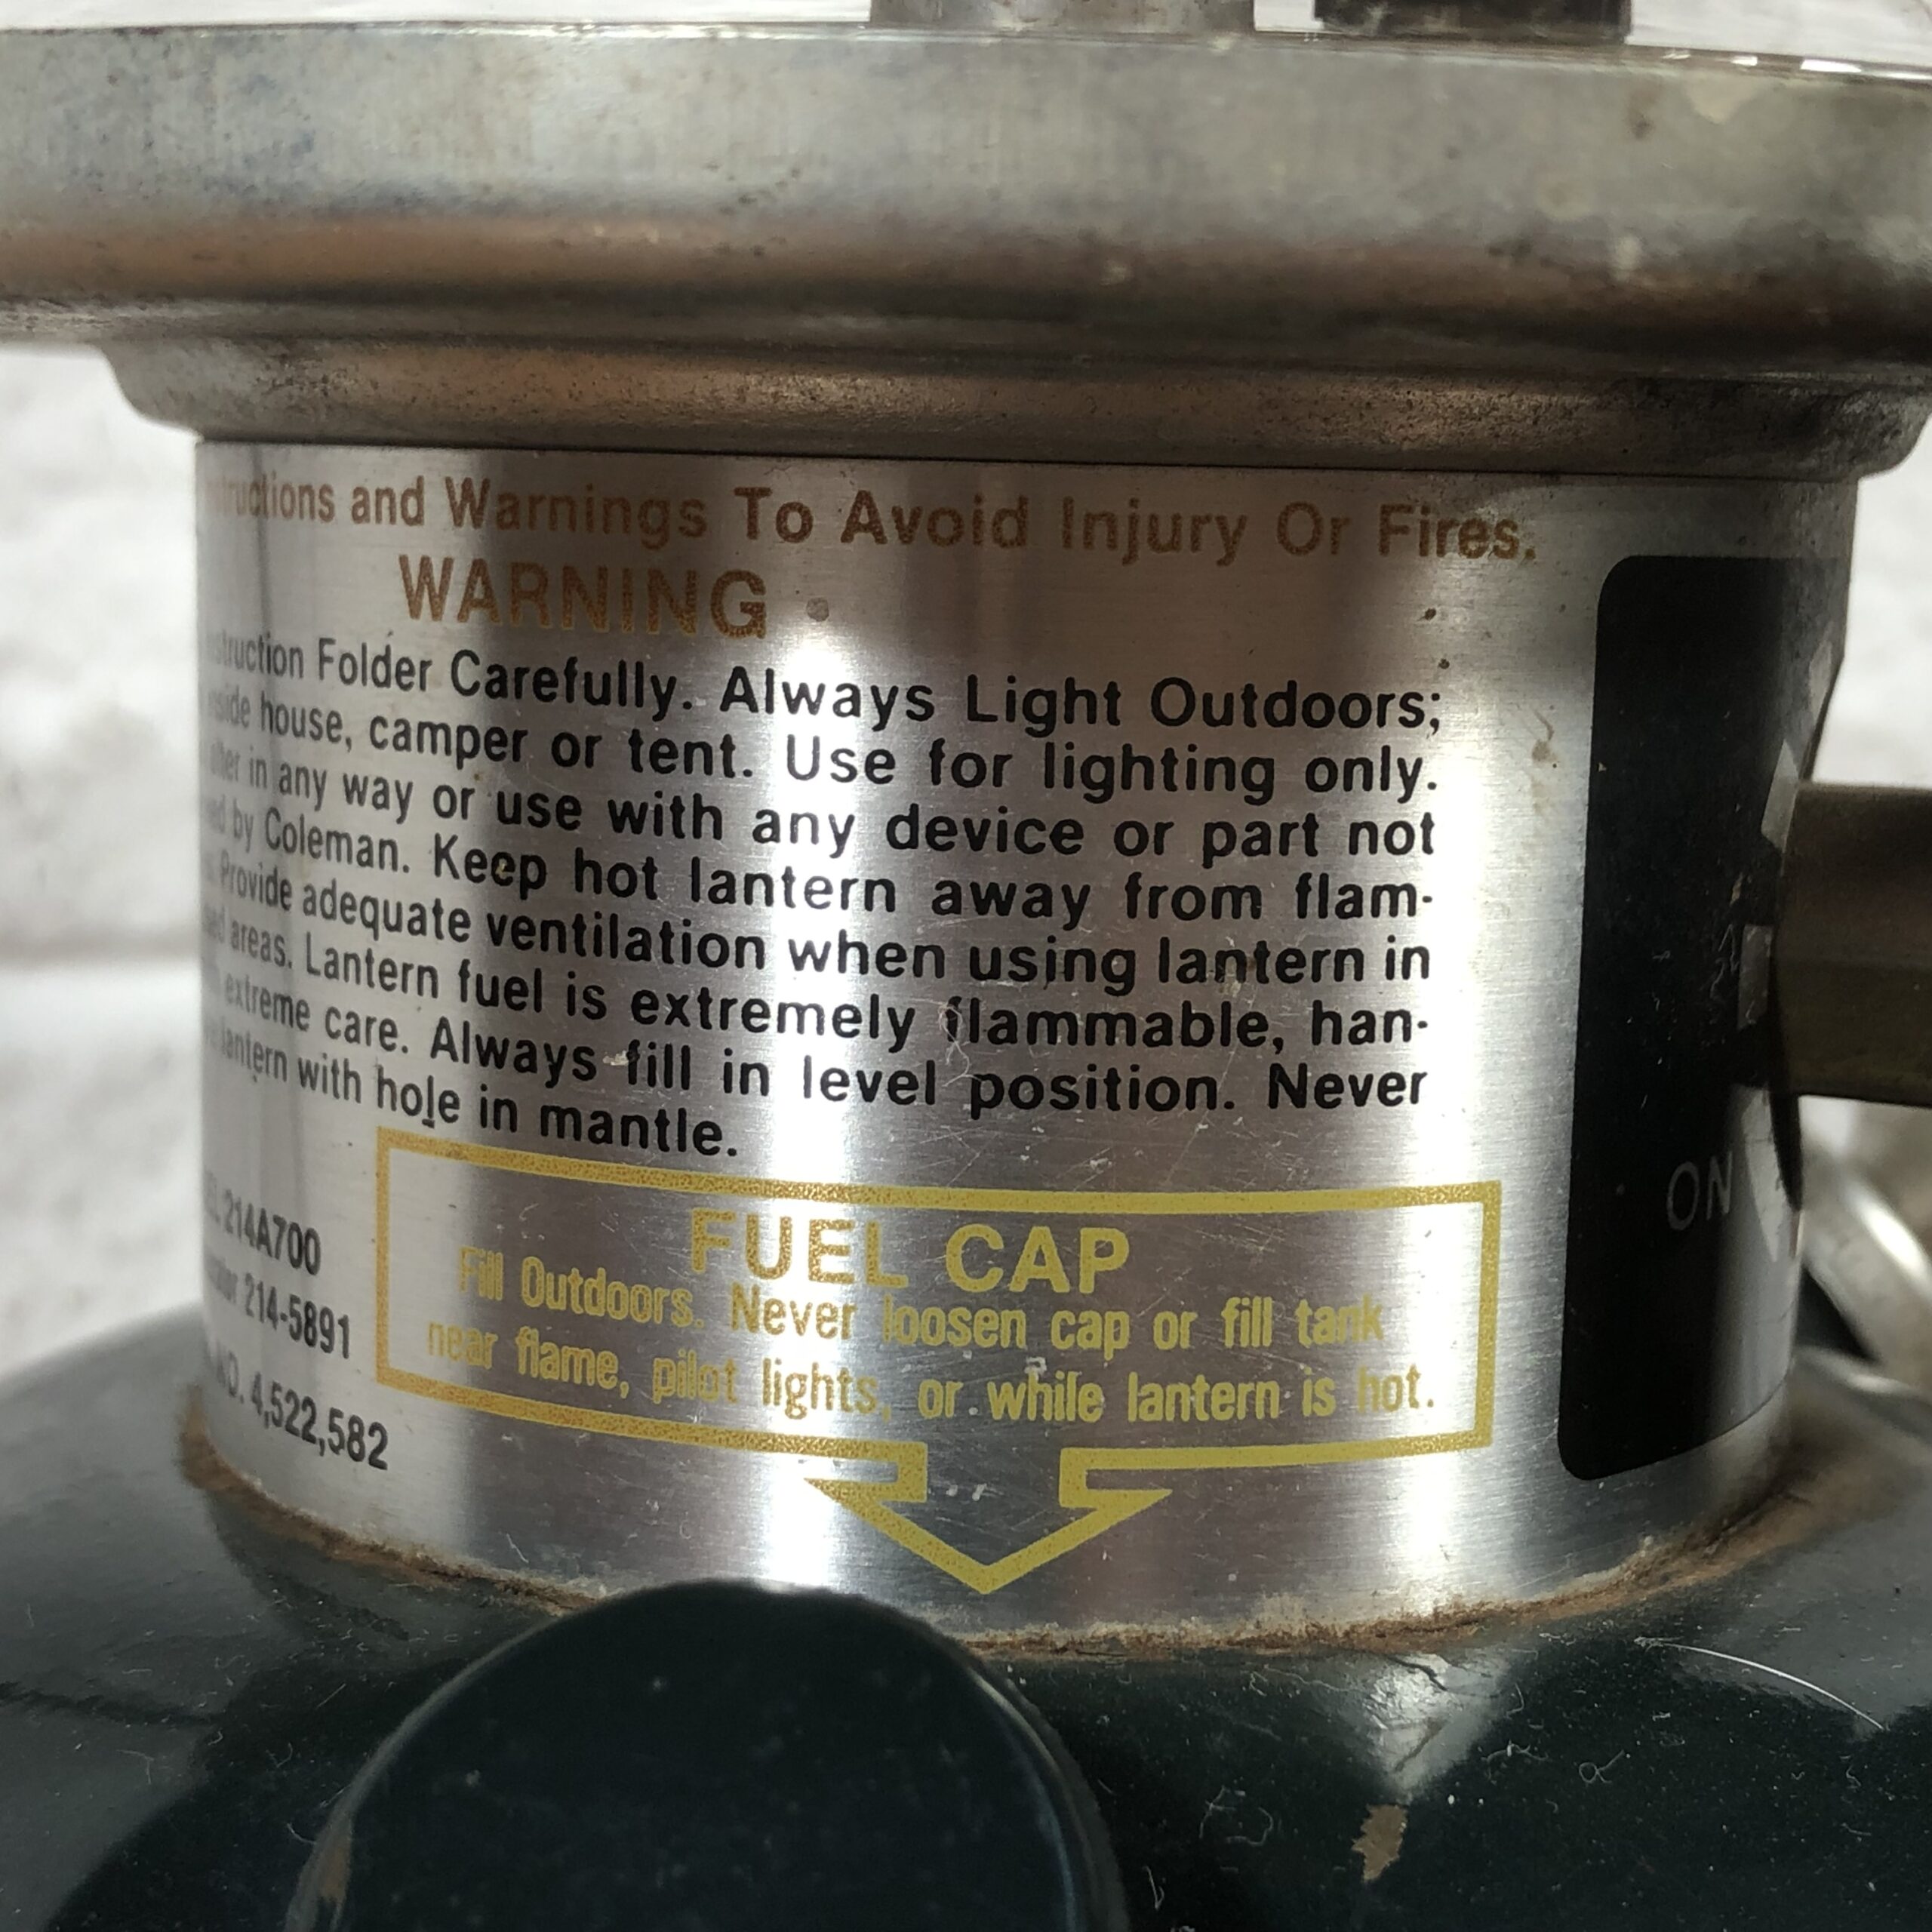 and Warnings To Avoid Injury Or Fires.
WARNING
Folder Carefully. Always Light Outdoors;
house, camper or tent. Use for lighting only.
in any way or use with any device or part not
by Coleman. Keep hot lantern away from flam-
Provide adequate ventilation when using lantern in
areas. Lantern fuel is extremely flammable, han-
extreme care. Always fill in level position. Never
lantern with hole in mantle.
214A700
214-5891
NO. 4,522,582
FUEL CAP
Fill Outdoors. Never loosen cap or fill tank
near flame, pilot lights, or while lantern is hot.
ON